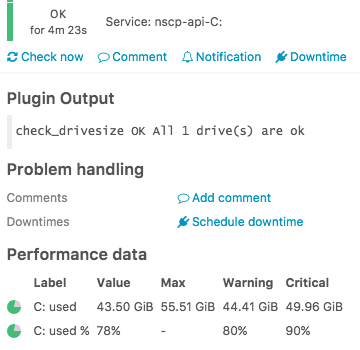 OK
for 4m 23s
Service: nscp-api-C:
Check now Comment Notification Downtime
Plugin Output
check_drivesize OK All 1 drive(s) are ok
Problem handling
Comments Add comment
Downtimes Schedule downtime
Performance data
Label Value Max Warning Critical
C: used 43.50 GiB 55.51 GiB 44.41 GiB 49.96 GiB
C: used % 78% - 80% 90%